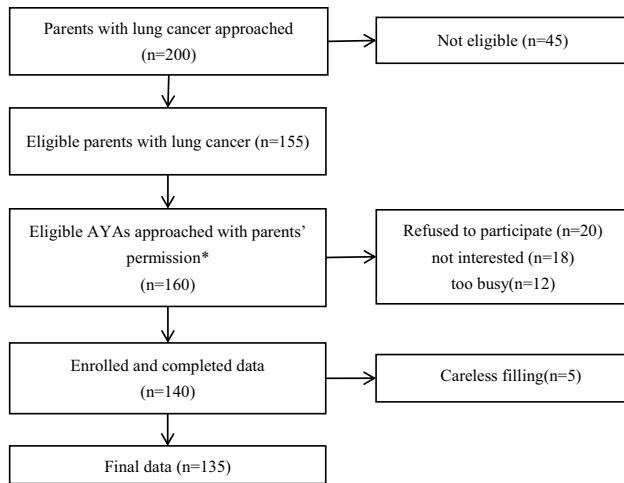 Parents with lung cancer approached
(n=200)
Not eligible (n=45)
Eligible parents with lung cancer (n=155)
Eligible AYAs approached with parents’
permission*
(n=160)
Refused to participate (n=20)
not interested (n=18)
too busy(n=12)
Enrolled and completed data
(n=140)
Careless filling(n=5)
Final data (n=135)